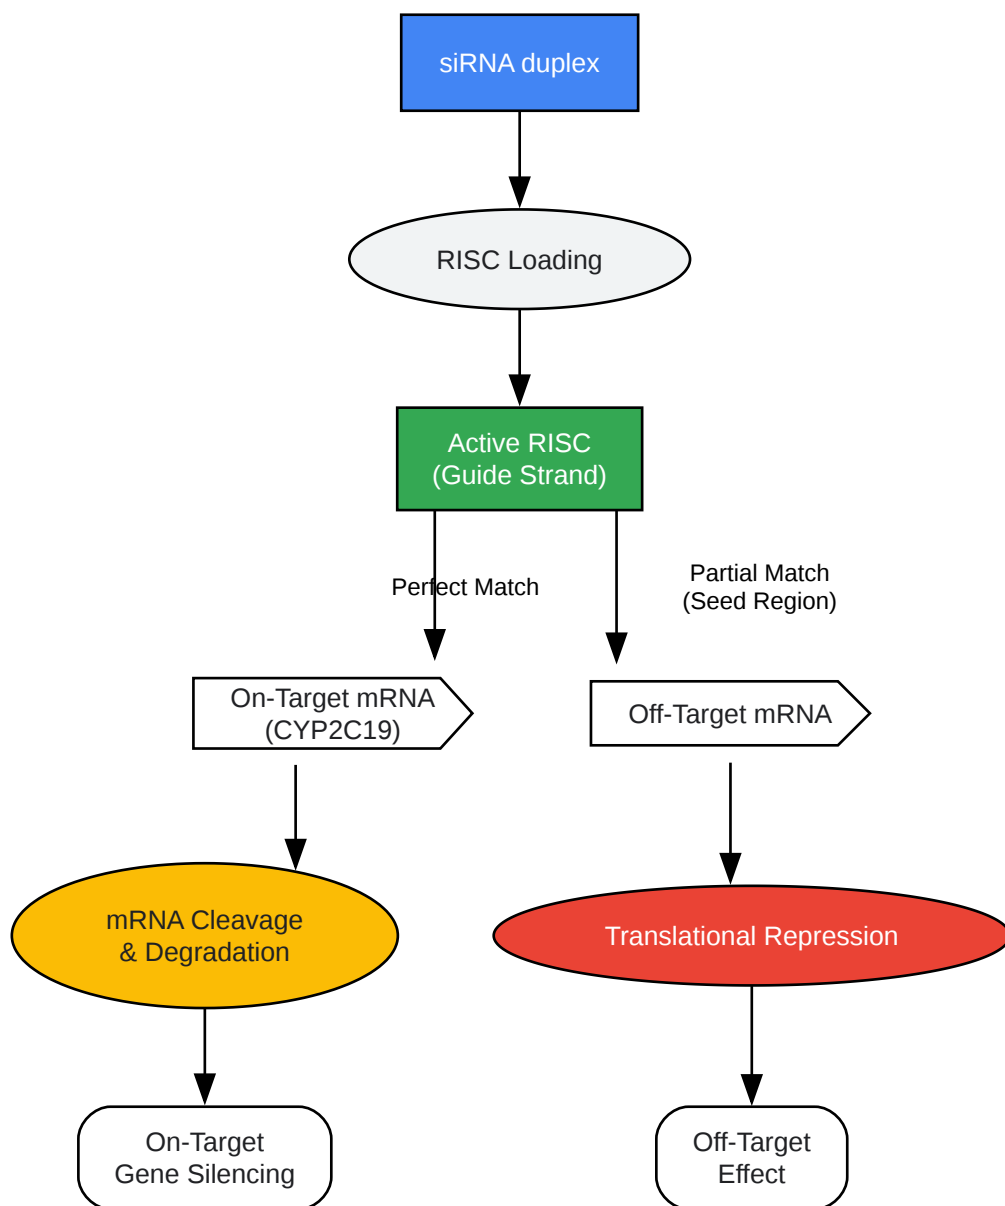 siRNA duplex
RISC Loading
Active RISC
(Guide Strand)
Perfect Match
Partial Match
(Seed Region)
On-Target mRNA
(CYP2C19)
Off-Target mRNA
mRNA Cleavage
& Degradation
Translational Repression
On-Target
Gene Silencing
Off-Target
Effect